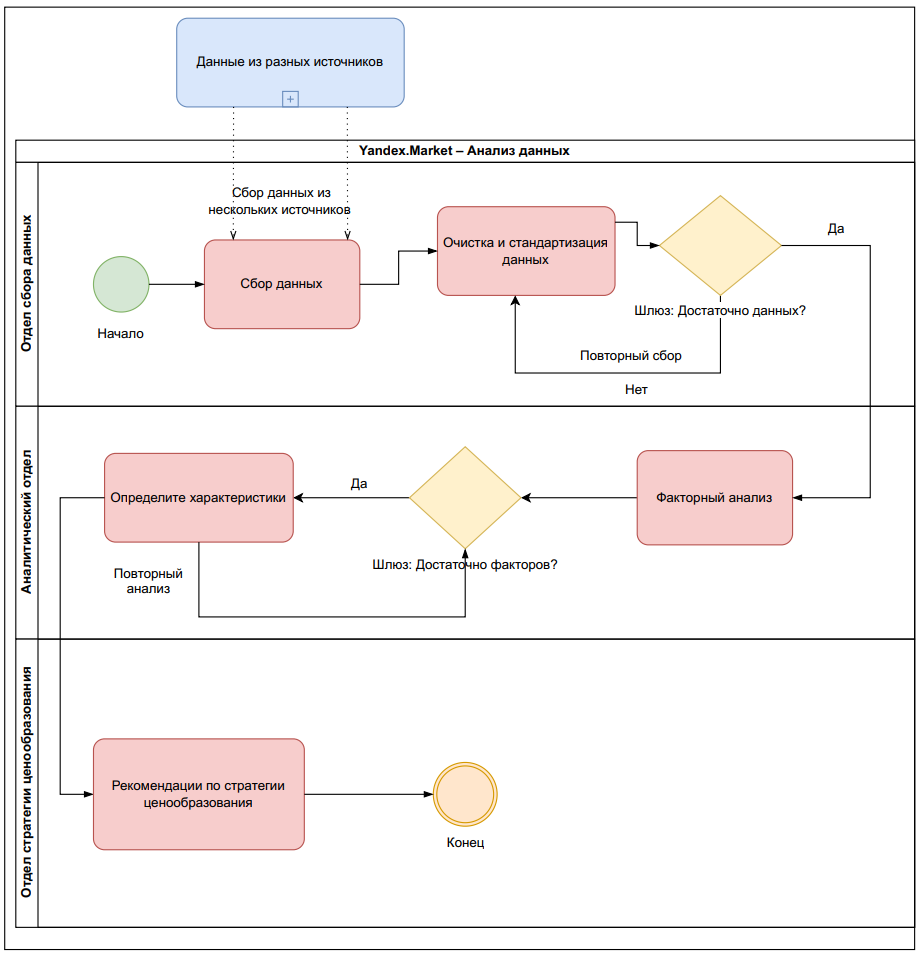 Данные из разных источников
Yandex.Market – Анализ данных
Отдел сбора данных
Сбор данных из
нескольких источников
Начало
Сбор данных
Очистка и стандартизация
данных
Да
Шлюз: Достаточно данных?
Повторный сбор
Нет
Аналитический отдел
Определите характеристики
Да
Факторный анализ
Шлюз: Достаточно факторов?
Повторный
анализ
Отдел стратегии ценообразования
Рекомендации по стратегии
ценообразования
Конец